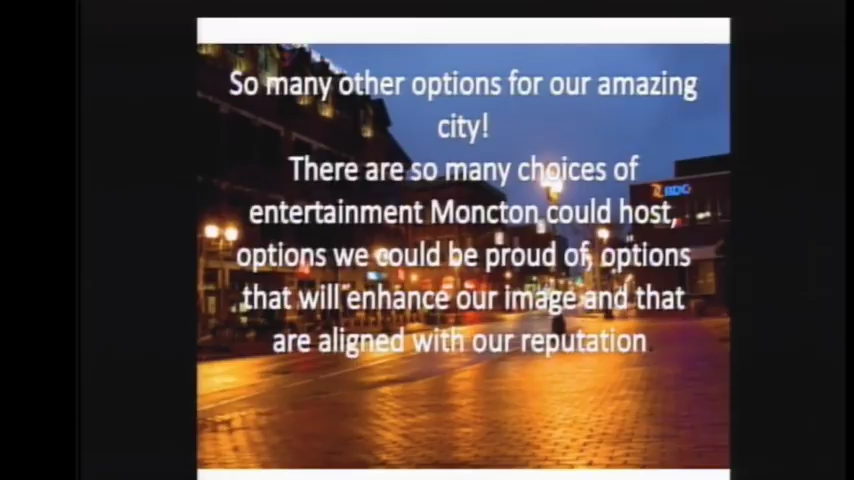 So many other options for our amazing
city!
There are so many choices of
entertainment Moncton could host,
options we could be proud of, options
that will enhance our image and that
are aligned with our reputation
BDC